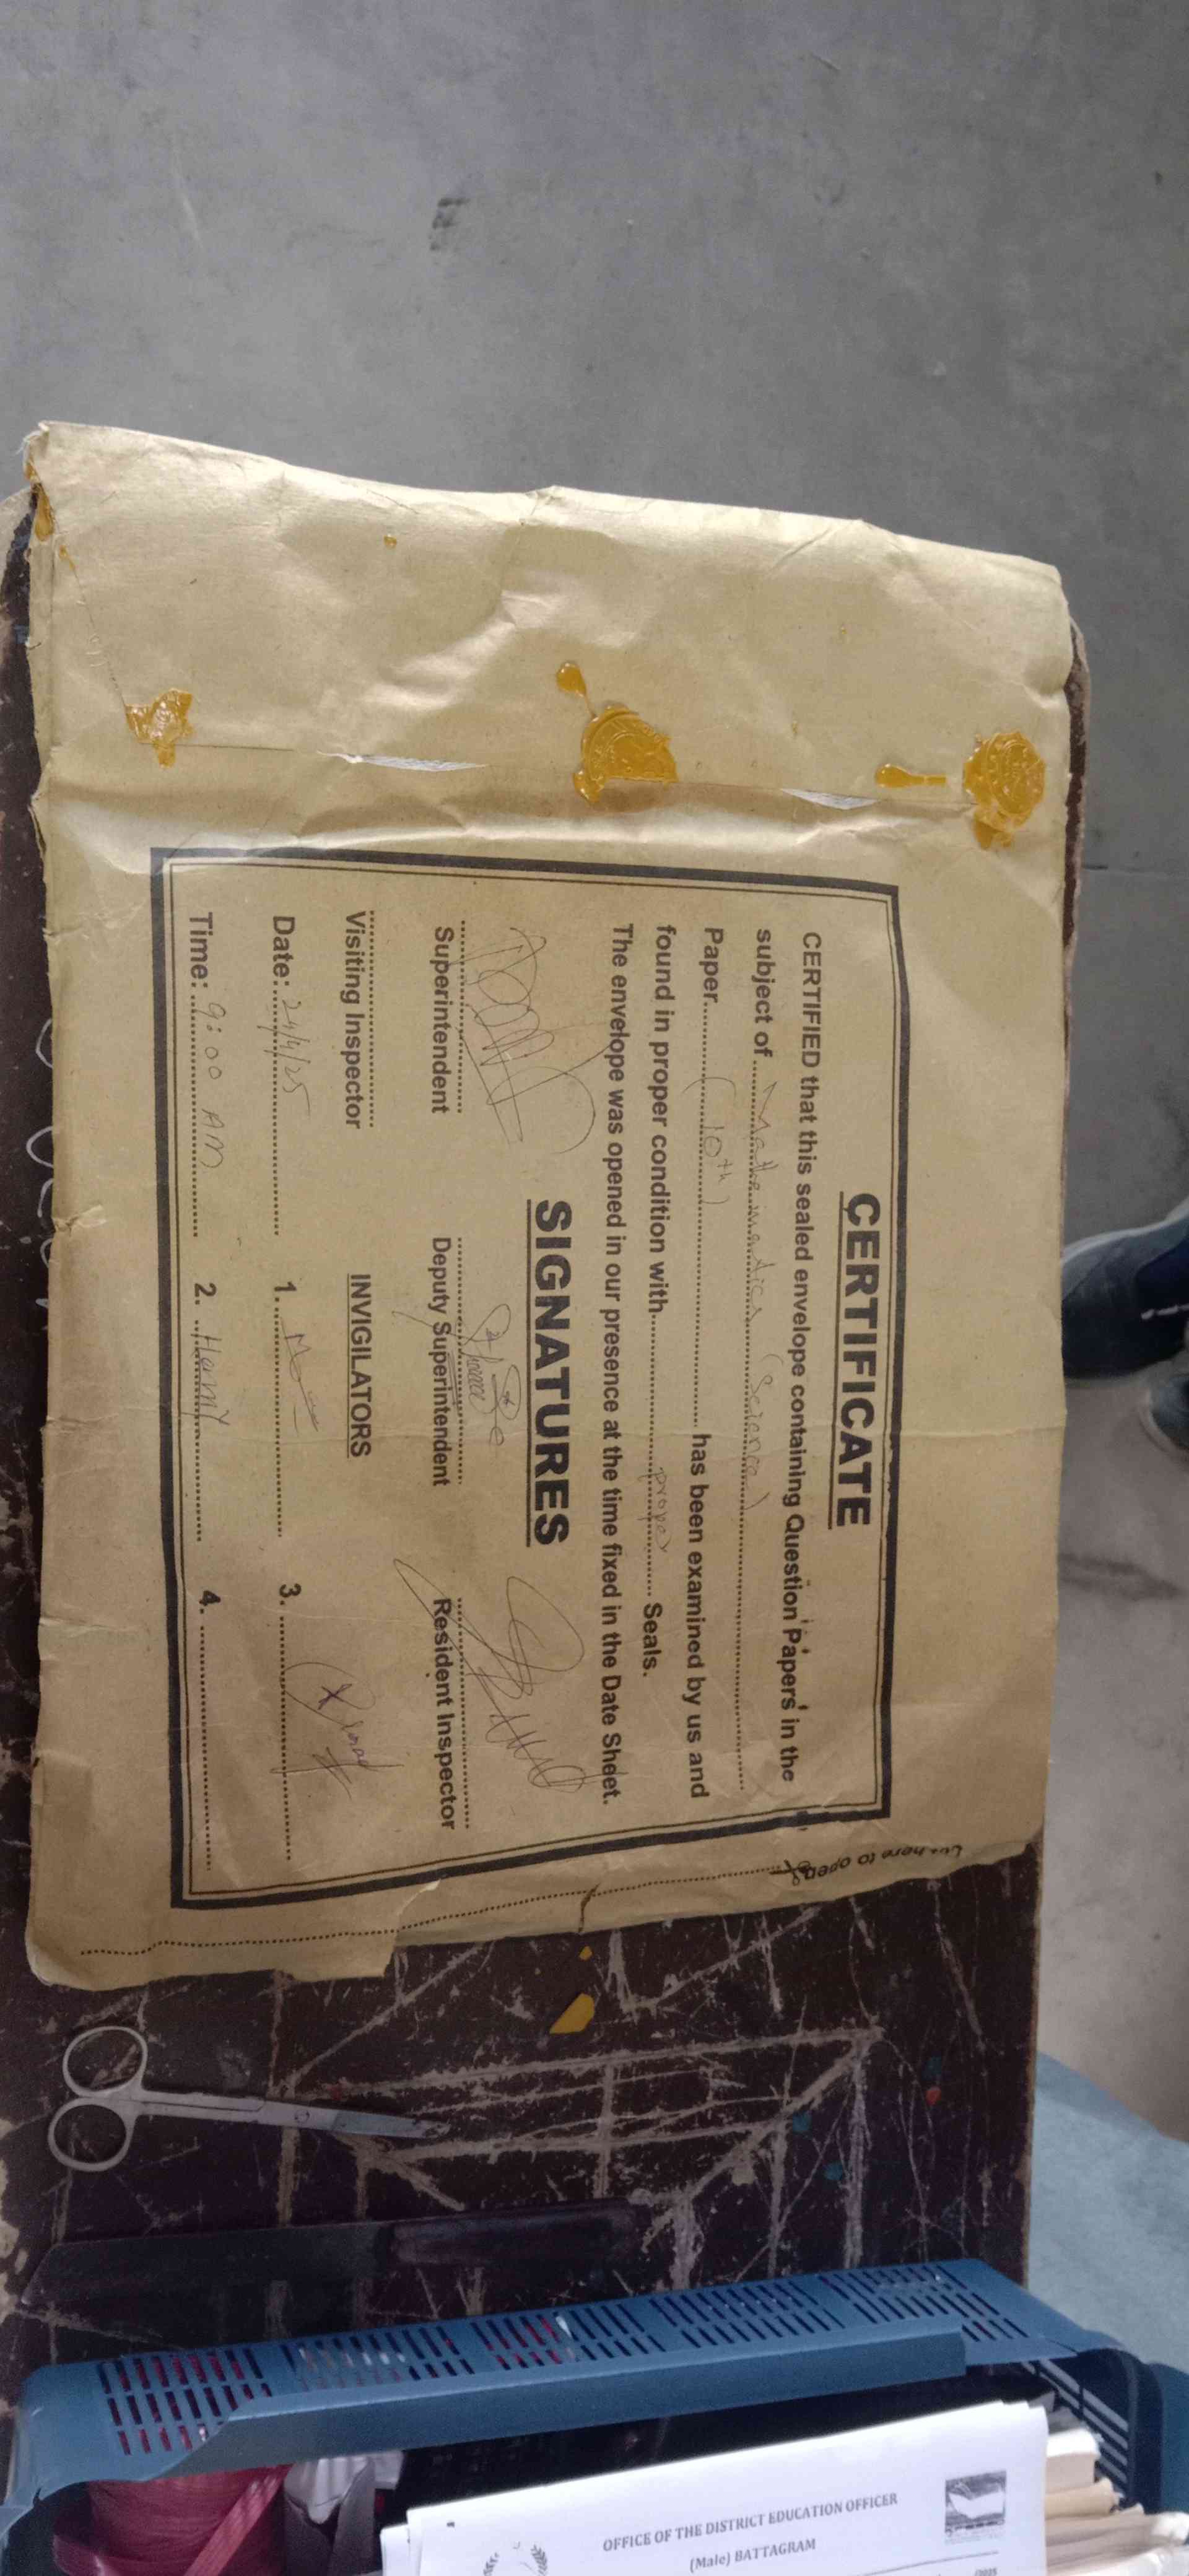 CERTIFICATE
CERTIFIED that this sealed envelope containing Question Papers in the
subject of Mathematics (Science)
Paper (10th) has been examined by us and
found in proper condition with proper Seals.
The envelope was opened in our presence at the time fixed in the Date Sheet.
SIGNATURES
Superintendent Deputy Superintendent Resident Inspector
Visiting Inspector INVIGILATORS
Date: 24/4/25 1. 3.
Time: 9:00 AM 2. 4.
here to open
OFFICE OF THE DISTRICT EDUCATION OFFICER
(Male) BATTAGRAM
/2025